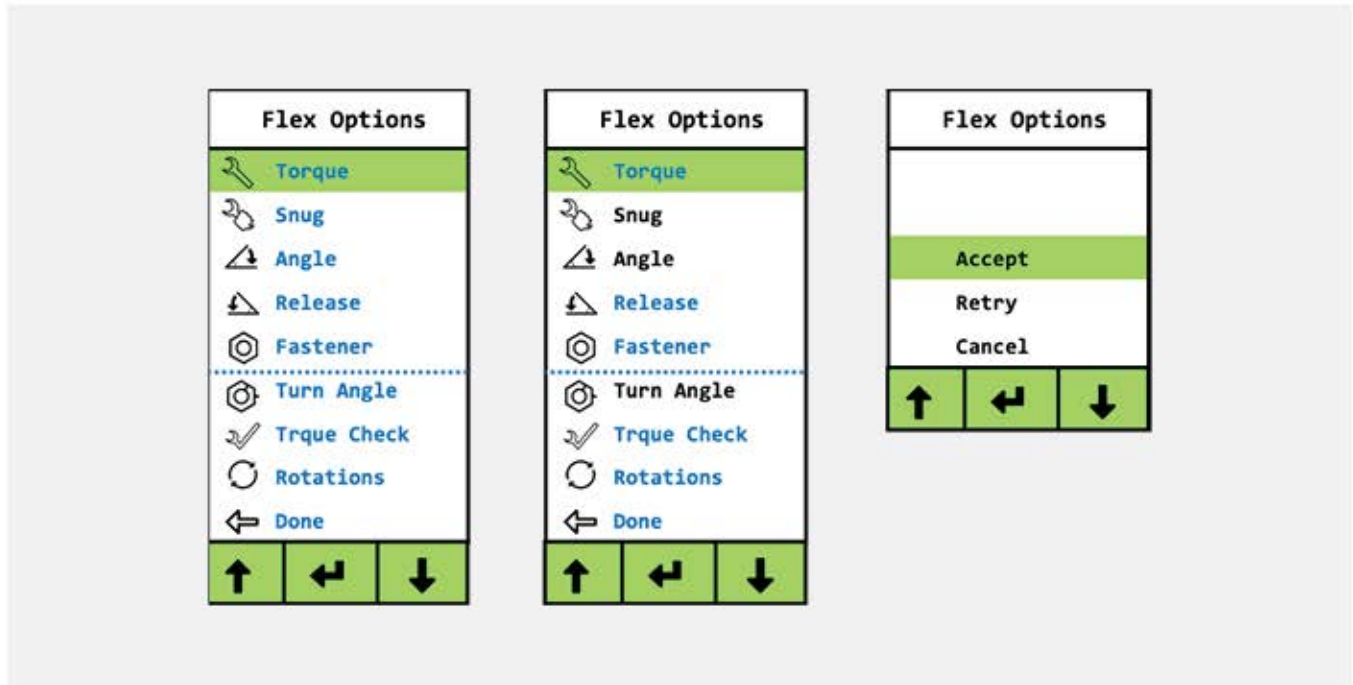 Flex Options
Torque
Snug
Angle
Release
Fastener
Turn Angle
Trque Check
Rotations
Done
Flex Options
Torque
Snug
Angle
Release
Fastener
Turn Angle
Trque Check
Rotations
Done
Flex Options
Accept
Retry
Cancel